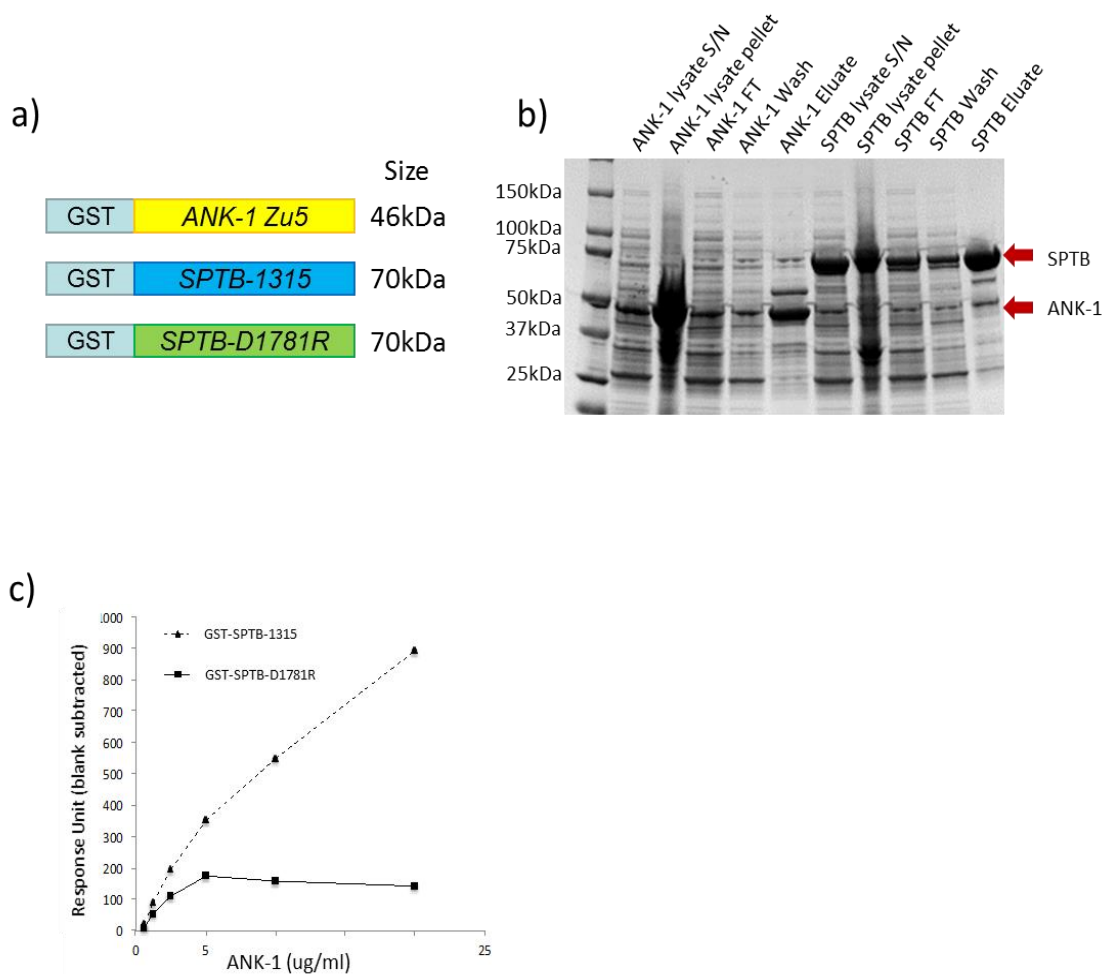 a)
Size
GST ANK-1 Zu5 46kDa
GST SPTB-1315 70kDa
GST SPTB-D1781R 70kDa
b)
ANK-1 lysate S/N
ANK-1 lysate pellet
ANK-1 FT
ANK-1 Wash
ANK-1 Eluate
SPTB lysate S/N
SPTB lysate pellet
SPTB FT
SPTB Wash
SPTB Eluate
150kDa
100kDa
75kDa
50kDa
37kDa
25kDa
SPTB
ANK-1
c)
1000
900
800
700
600
500
400
300
200
100
0
Response Unit (blank subtracted)
GST-SPTB-1315
GST-SPTB-D1781R
0 5 25
ANK-1 (ug/ml)